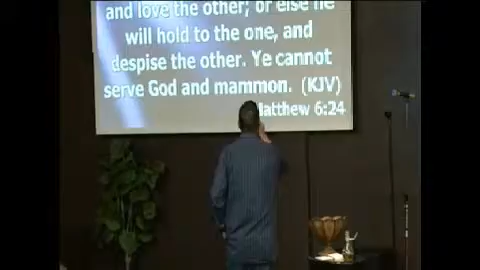 and love the other; or else he
will hold to the one, and
despise the other. Ye cannot
serve God and mammon. (KJV)
Matthew 6:24